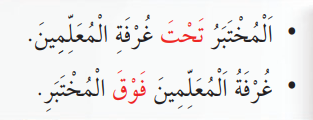 • اَلْمُخْتَبَرُ تَحْتَ غُرْفَةِ الْمُعَلِّمِينَ.
• غُرْفَةُ الْمُعَلِّمِينَ فَوْقَ الْمُخْتَبَرِ.